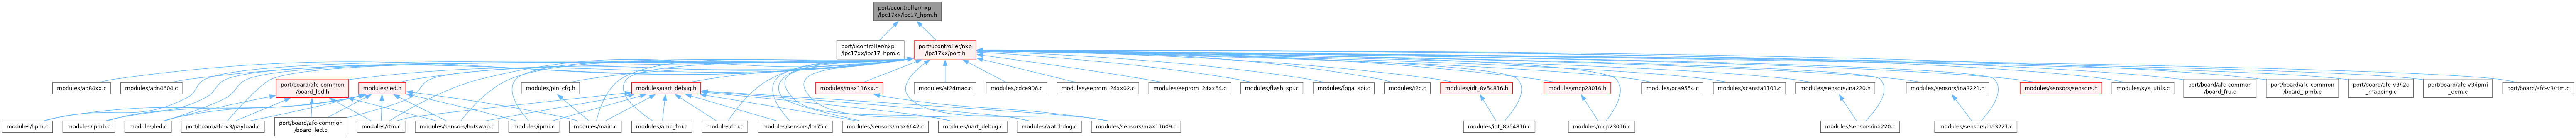 port/ucontroller/nxp
/lpc17xx/lpc17_hpm.h
port/ucontroller/nxp
/lpc17xx/lpc17_hpm.c
port/ucontroller/nxp
/lpc17xx/port.h
modules/ad84xx.c
modules/adn4604.c
port/board/afc-common
/board_led.h
modules/led.h
modules/pin_cfg.h
modules/uart_debug.h
modules/max116xx.h
modules/at24mac.c
modules/cdce906.c
modules/eeprom_24xx02.c
modules/eeprom_24xx64.c
modules/flash_spi.c
modules/fpga_spi.c
modules/i2c.c
modules/idt_8v54816.h
modules/mcp23016.h
modules/pca9554.c
modules/scansta1101.c
modules/sensors/ina220.h
modules/sensors/ina3221.h
modules/sensors/sensors.h
modules/sys_utils.c
port/board/afc-common
/board_fru.c
port/board/afc-common
/board_ipmb.c
port/board/afc-v3/i2c
_mapping.c
port/board/afc-v3/ipmi
_oem.c
port/board/afc-v3/rtm.c
modules/hpm.c
modules/ipmb.c
modules/led.c
port/board/afc-v3/payload.c
port/board/afc-common
/board_led.c
modules/rtm.c
modules/sensors/hotswap.c
modules/ipmi.c
modules/main.c
modules/amc_fru.c
modules/fru.c
modules/sensors/lm75.c
modules/sensors/max6642.c
modules/uart_debug.c
modules/watchdog.c
modules/sensors/max11609.c
modules/idt_8v54816.c
modules/mcp23016.c
modules/sensors/ina220.c
modules/sensors/ina3221.c